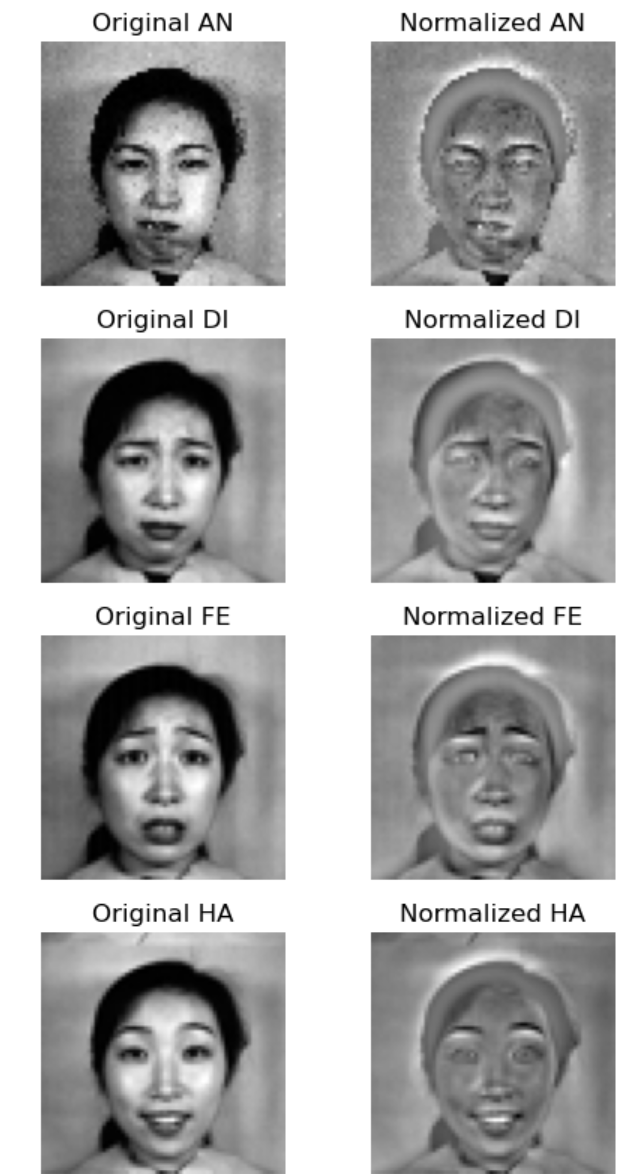 Original AN Normalized AN
Original DI Normalized DI
Original FE Normalized FE
Original HA Normalized HA